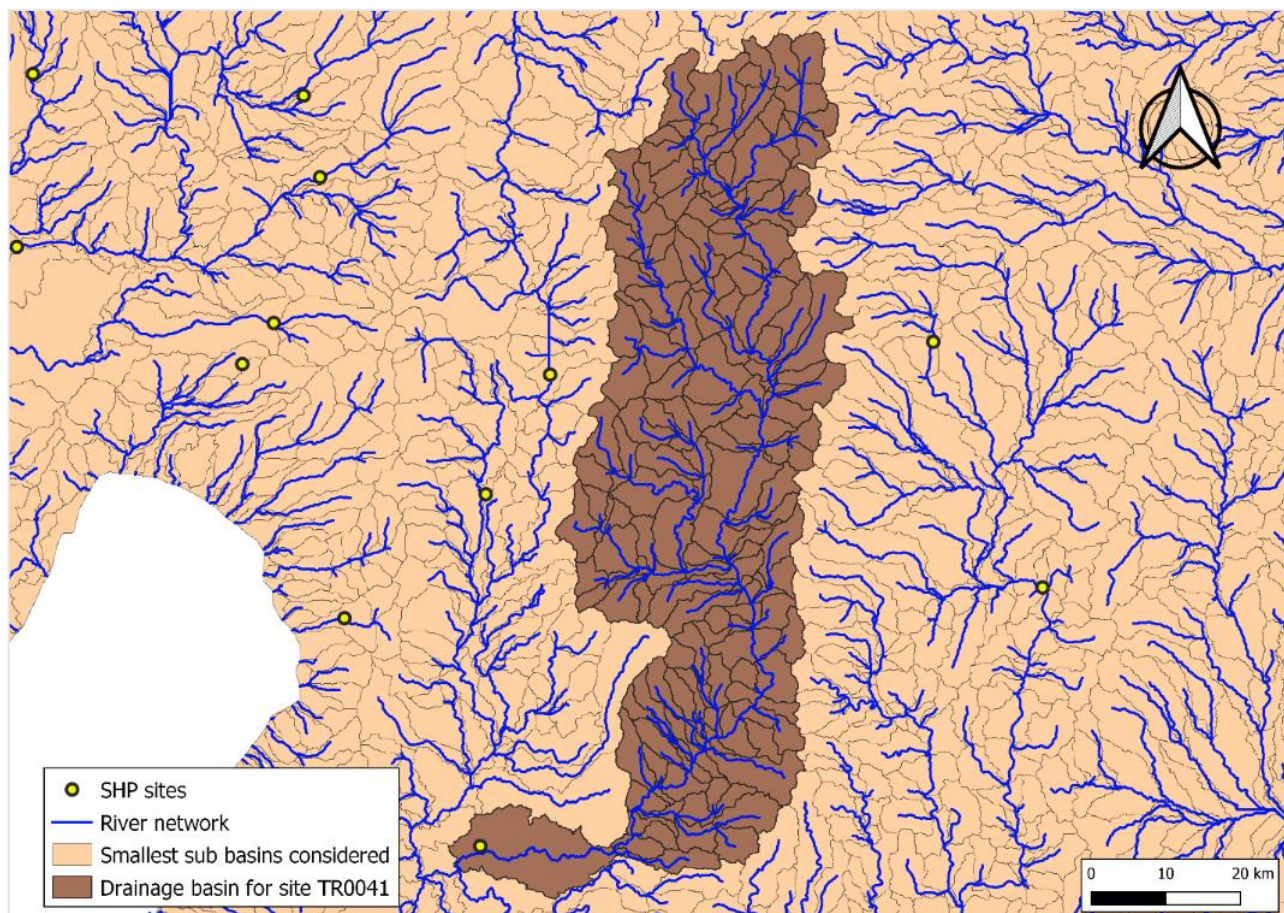 SHP sites
River network
Smallest sub basins considered
Drainage basin for site TR0041
0 10 20 km